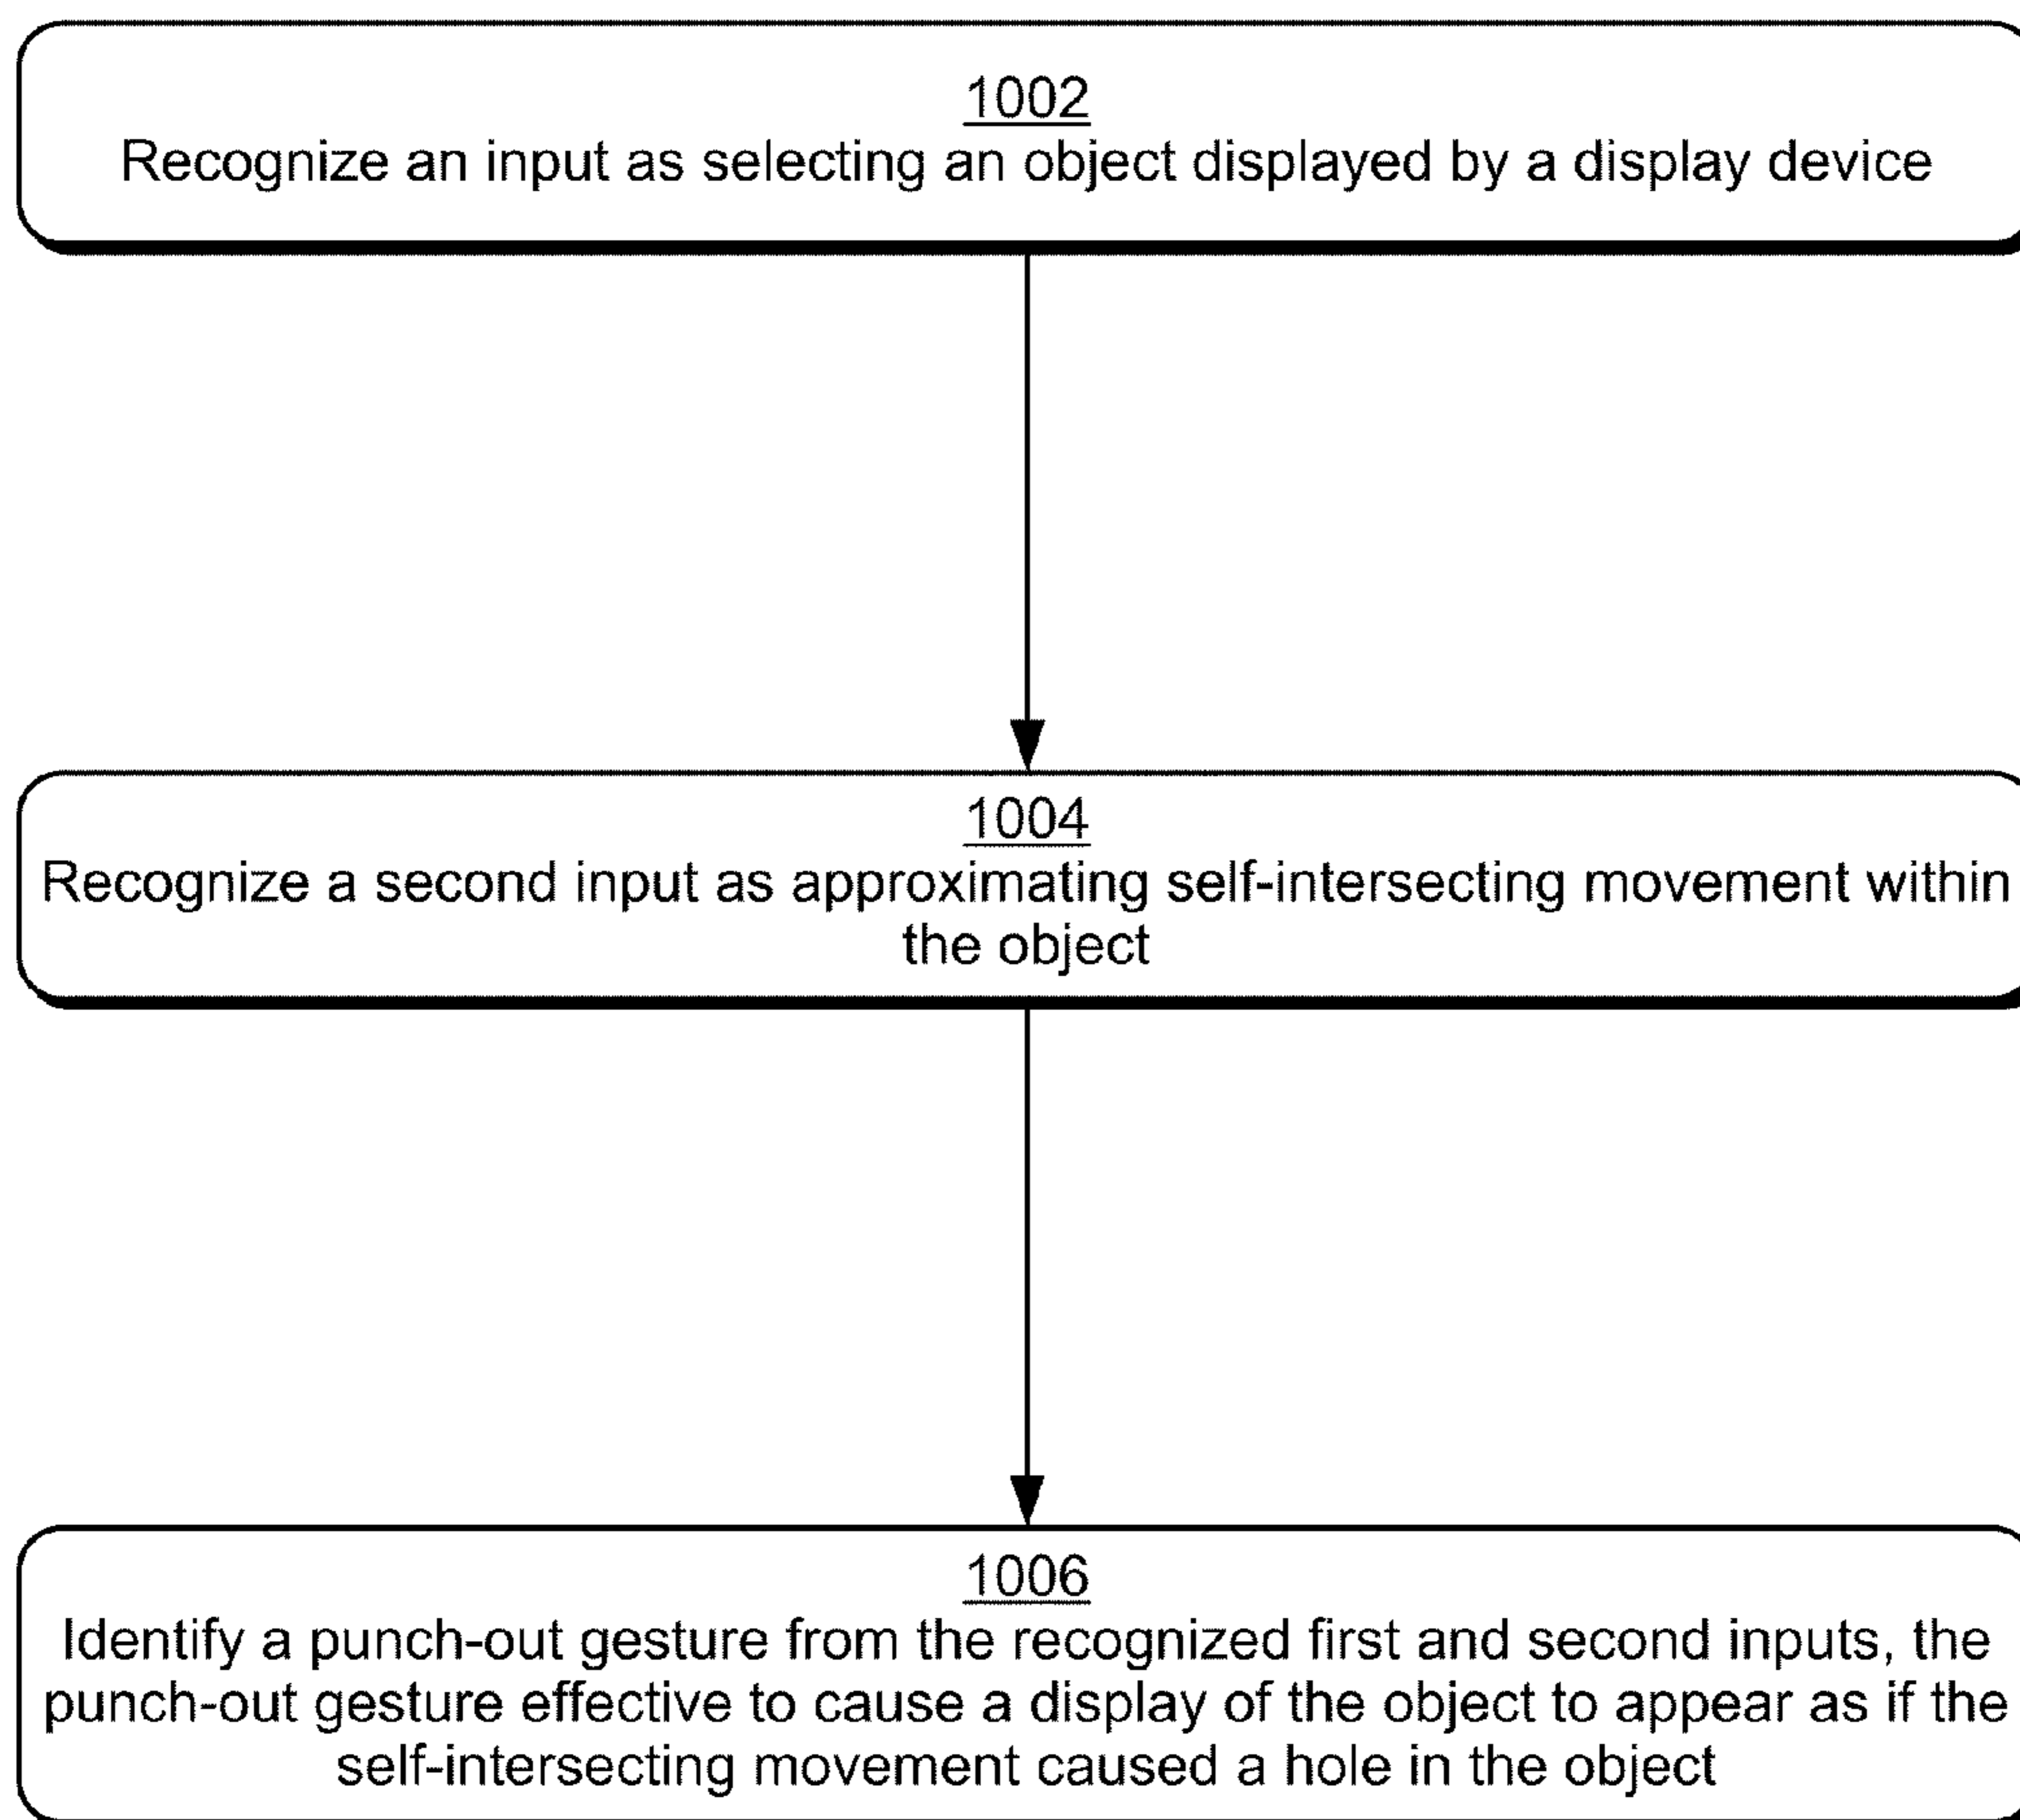 1002
Recognize an input as selecting an object displayed by a display device
1004
Recognize a second input as approximating self-intersecting movement within
the object
1006
Identify a punch-out gesture from the recognized first and second inputs, the
punch-out gesture effective to cause a display of the object to appear as if the
self-intersecting movement caused a hole in the object